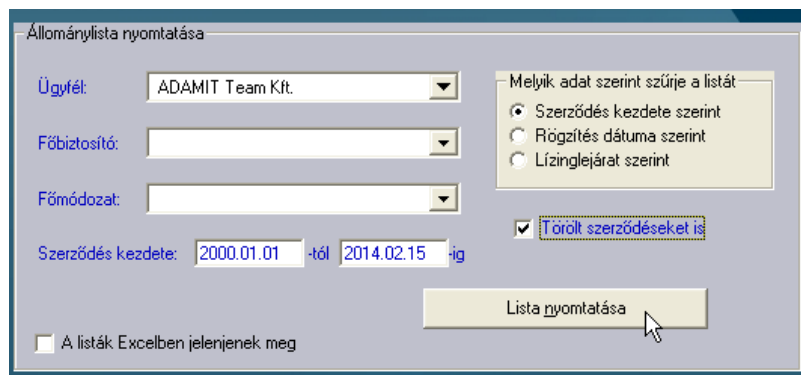 Állománylista nyomtatása
Ügyfél: ADAMIT Team Kft.
Főbiztosító:
Főmódozat:
Szerződés kezdete: 2000.01.01 -tól 2014.02.15 -ig
A listák Excelben jelenjenek meg
Melyik adat szerint szűrje a listát
Szerződés kezdete szerint
Rögzítés dátuma szerint
Lízinglejárat szerint
Törölt szerződéseket is
Lista nyomtatása